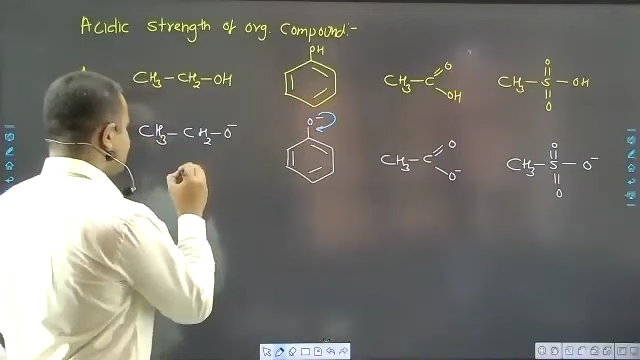 Acidic Strength of org. Compound:-
CH3-CH2-OH
OH
CH3-C
O
OH
CH3-S-OH
O
O
CH3-CH2-O⁻
O⁻
CH3-C
O
O⁻
CH3-S-O⁻
O
O